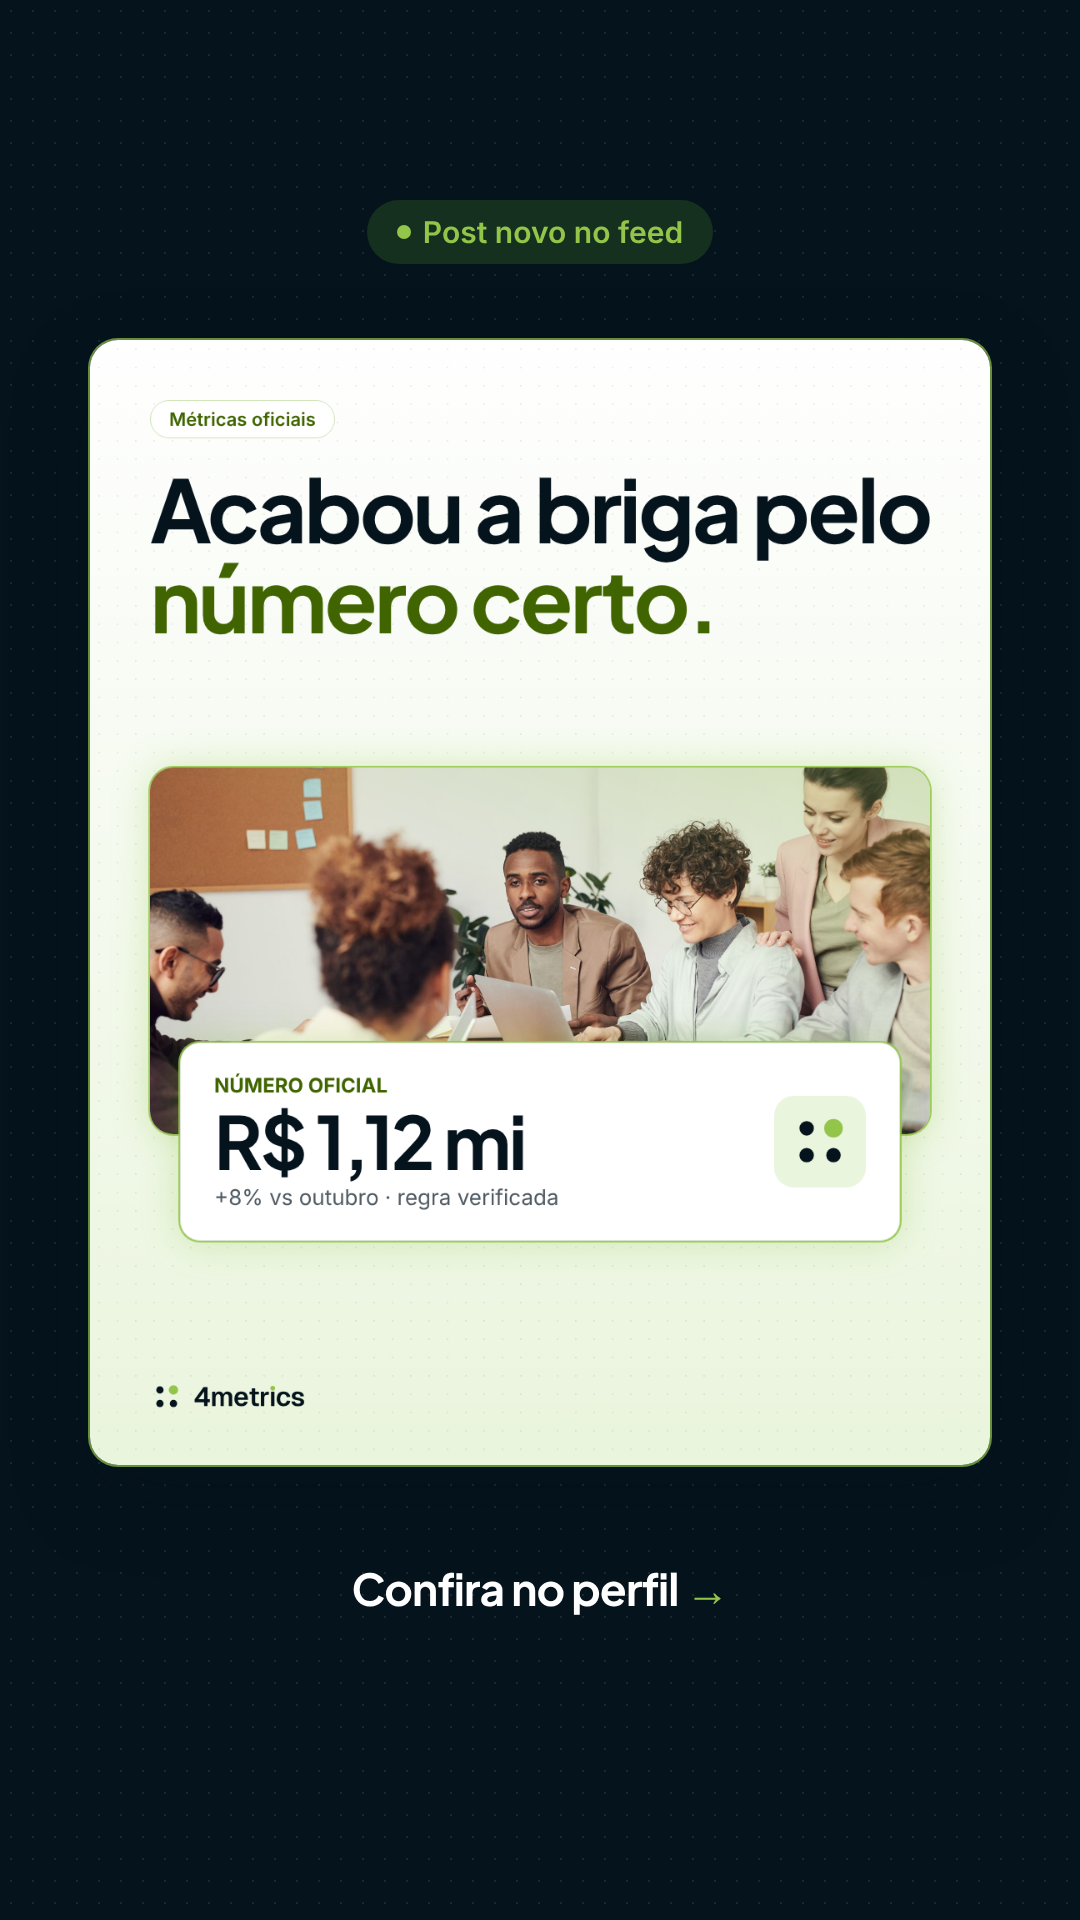 Post novo no feed
Métricas oficiais
Acabou a briga pelo
número certo.
NÚMERO OFICIAL
R$ 1,12 mi
+8% vs outubro · regra verificada
4metrics
Confira no perfil →